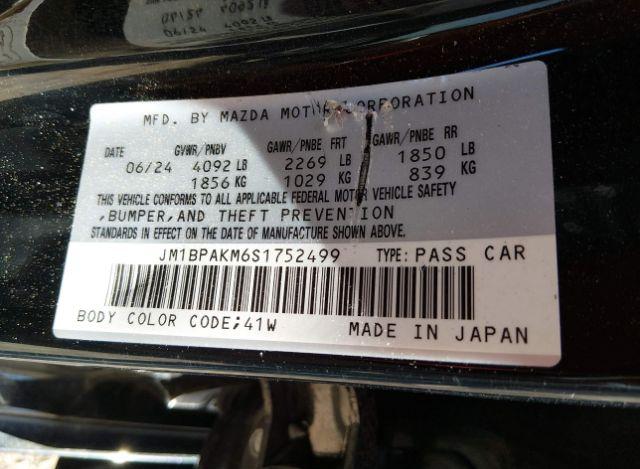 MFD. BY MAZDA MOTOR CORPORATION
DATE GVWR/PNBV GAWR/PNBE FRT GAWR/PNBE RR
06/24 4092 LB 2269 LB 1850 LB
1856 KG 1029 KG 839 KG
THIS VEHICLE CONFORMS TO ALL APPLICABLE FEDERAL MOTOR VEHICLE SAFETY
,BUMPER,AND THEFT PREVENTION
STANDARDS IN EFFECT ON THE DATE OF MANUFACTURE SHOWN ABOVE.
JM1BPAKM6S1752499 TYPE: PASS CAR
BODY COLOR CODE;41W MADE IN JAPAN